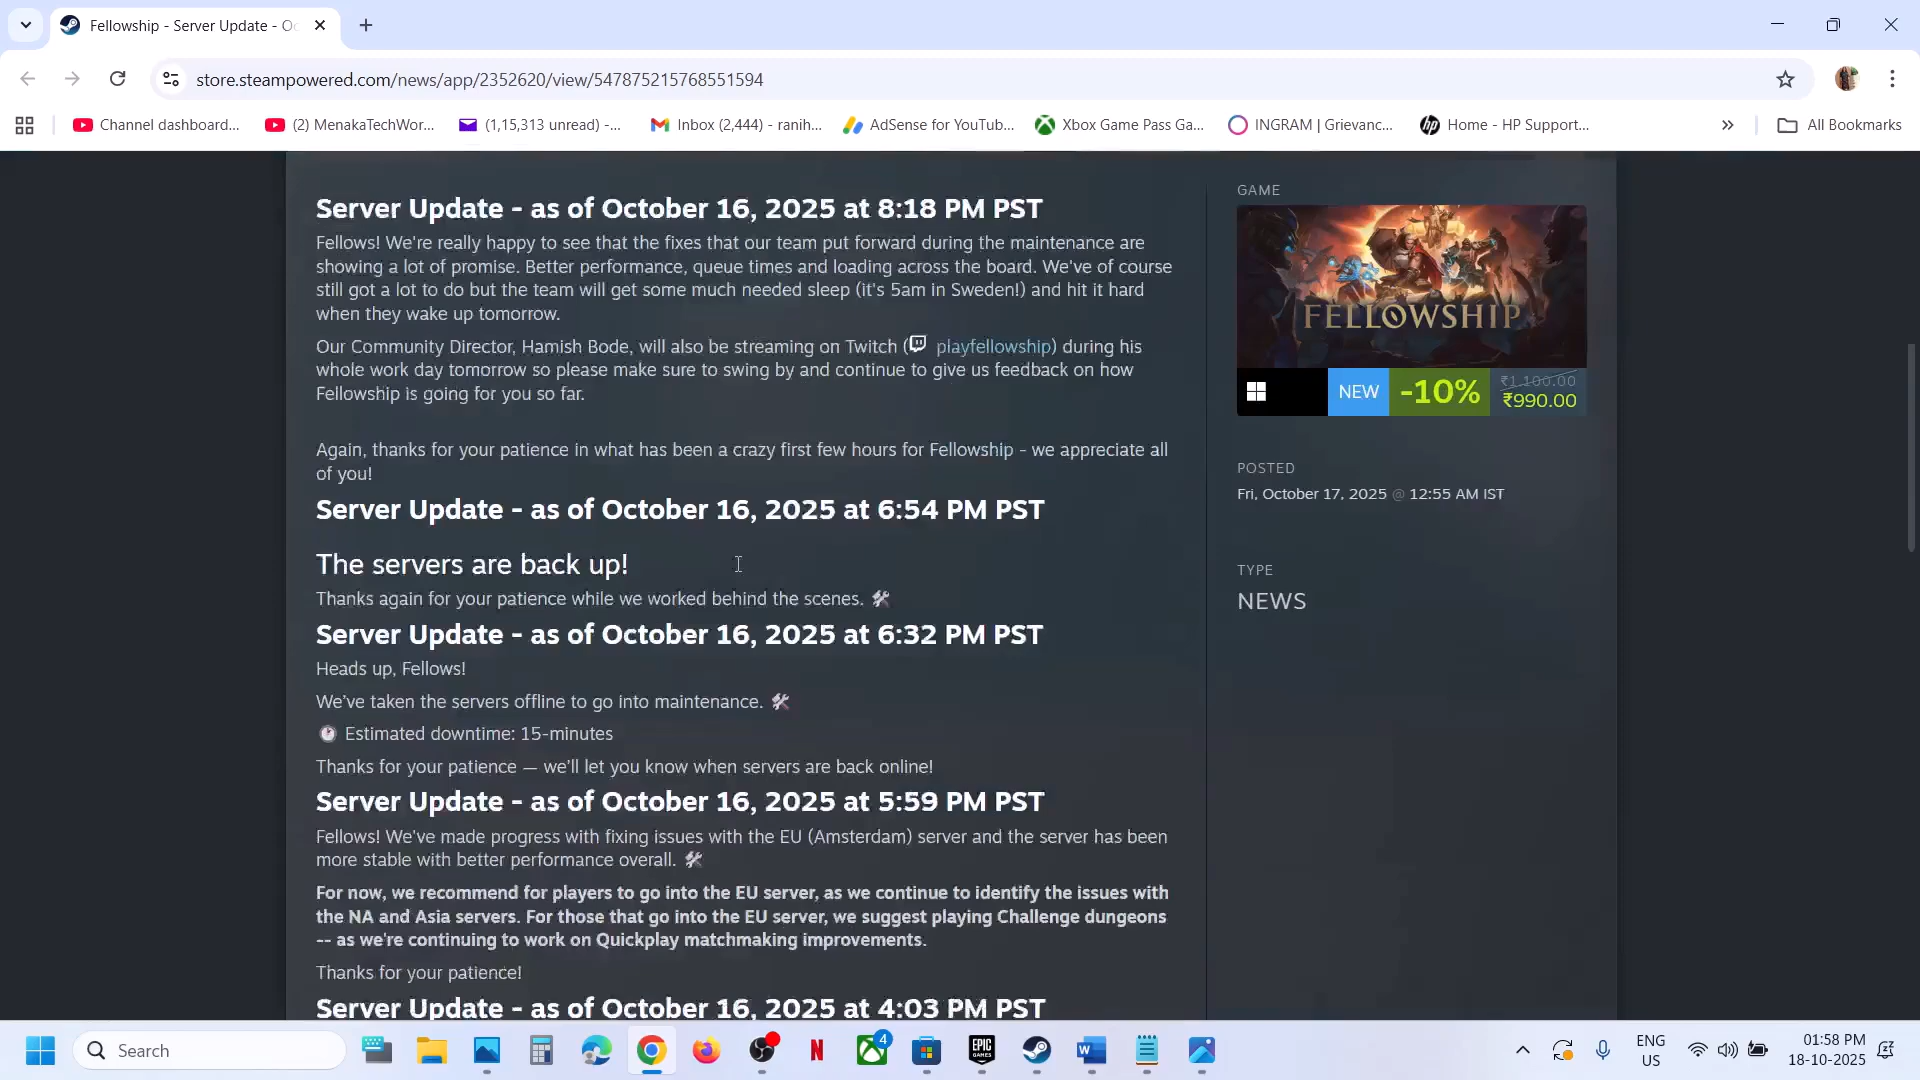 Fellowship - Server Update - Oc
store.steampowered.com/news/app/2352620/view/547875215768551594
Channel dashboard...
(2) MenakaTechWor...
(1,15,313 unread) -...
Inbox (2,444) - ranih...
AdSense for YouTub...
Xbox Game Pass Ga...
INGRAM | Grievanc...
Home - HP Support...
All Bookmarks
Server Update - as of October 16, 2025 at 8:18 PM PST
Fellows! We're really happy to see that the fixes that our team put forward during the maintenance are
showing a lot of promise. Better performance, queue times and loading across the board. We've of course
still got a lot to do but the team will get some much needed sleep (it's 5am in Sweden!) and hit it hard
when they wake up tomorrow.
Our Community Director, Hamish Bode, will also be streaming on Twitch ( playfellowship) during his
whole work day tomorrow so please make sure to swing by and continue to give us feedback on how
Fellowship is going for you so far.
Again, thanks for your patience in what has been a crazy first few hours for Fellowship - we appreciate all
of you!
Server Update - as of October 16, 2025 at 6:54 PM PST
The servers are back up!
Thanks again for your patience while we worked behind the scenes. 🛠
Server Update - as of October 16, 2025 at 6:32 PM PST
Heads up, Fellows!
We've taken the servers offline to go into maintenance. 🛠
🕐 Estimated downtime: 15-minutes
Thanks for your patience — we'll let you know when servers are back online!
Server Update - as of October 16, 2025 at 5:59 PM PST
Fellows! We've made progress with fixing issues with the EU (Amsterdam) server and the server has been
more stable with better performance overall. 🛠
For now, we recommend for players to go into the EU server, as we continue to identify the issues with
the NA and Asia servers. For those that go into the EU server, we suggest playing Challenge dungeons
-- as we're continuing to work on Quickplay matchmaking improvements.
Thanks for your patience!
Server Update - as of October 16, 2025 at 4:03 PM PST
GAME
FELLOWSHIP
NEW
-10%
₹1,100.00
₹990.00
POSTED
Fri, October 17, 2025 @ 12:55 AM IST
TYPE
NEWS
Search
N
4
EPIC
GAMES
W
ENG
US
01:58 PM
18-10-2025